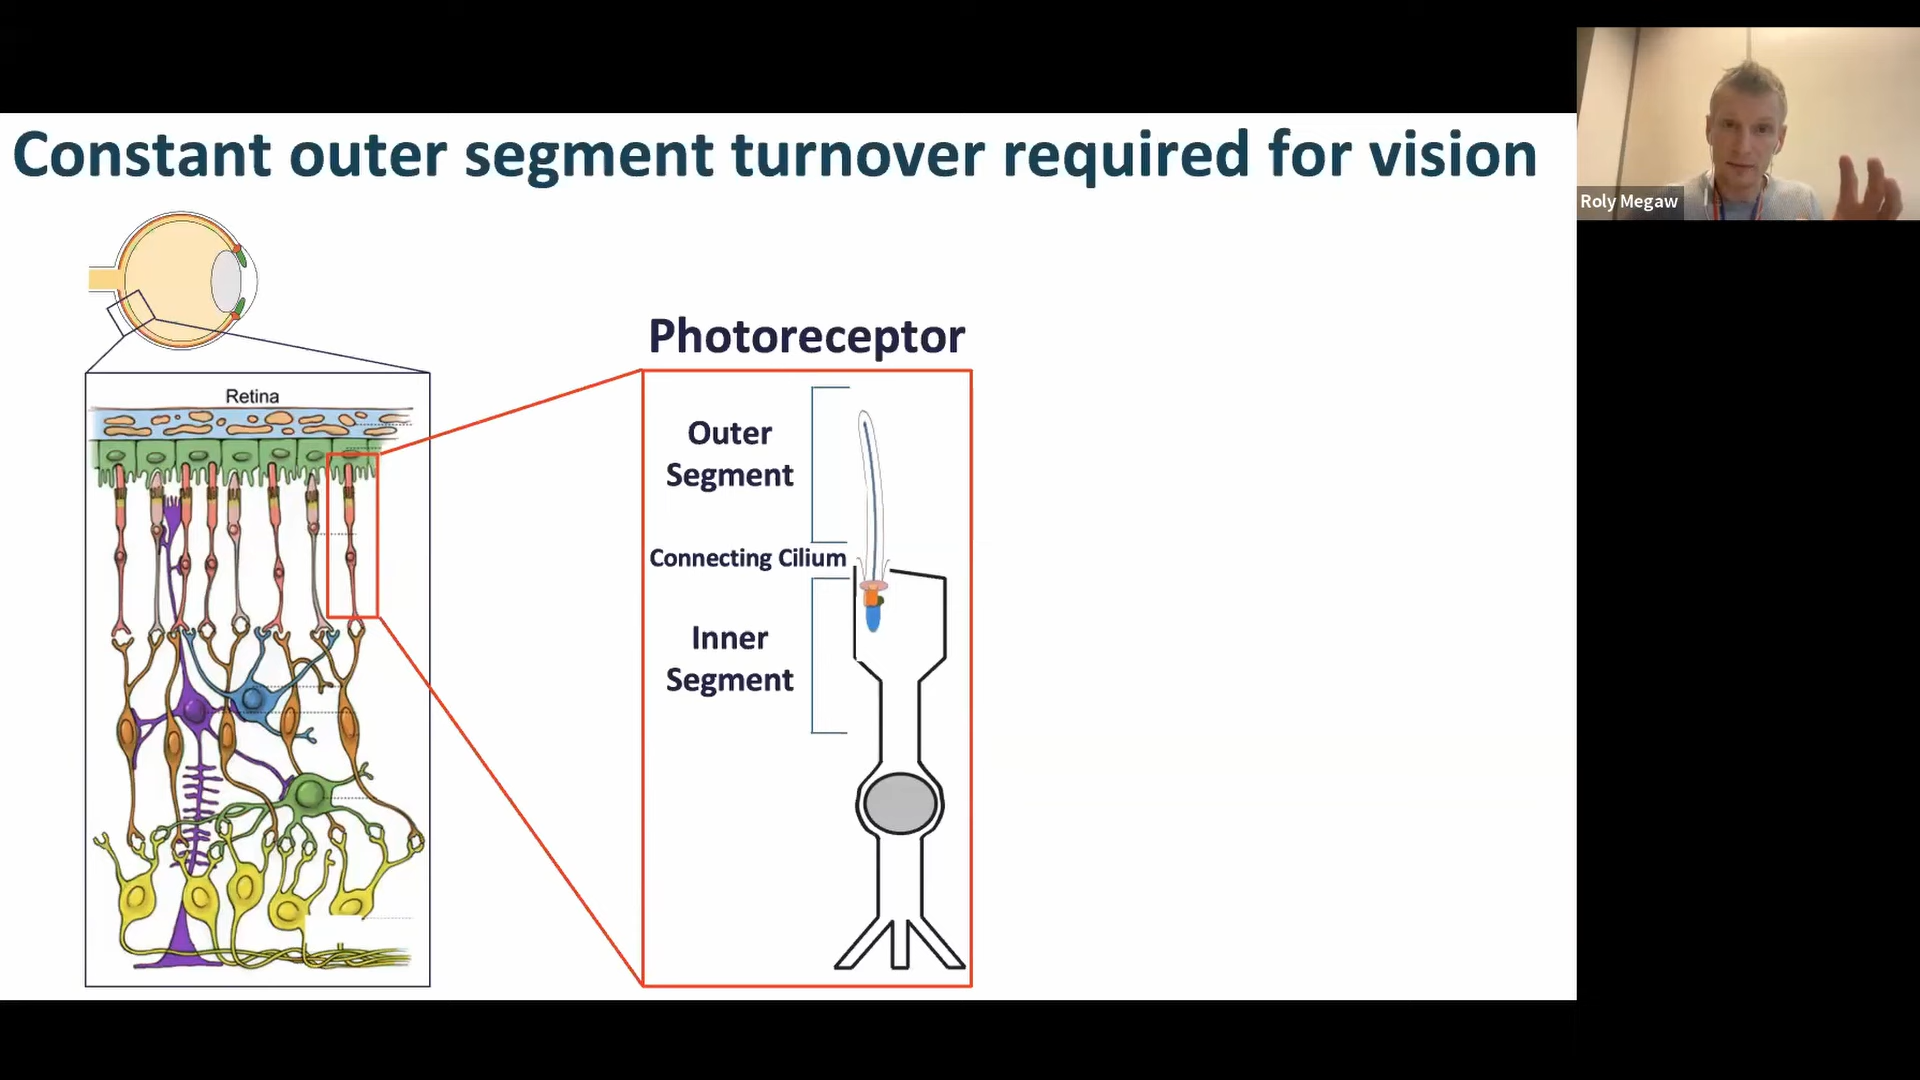 Constant outer segment turnover required for vision
Roly Megaw
Retina
Photoreceptor
Outer
Segment
Connecting Cilium
Inner
Segment